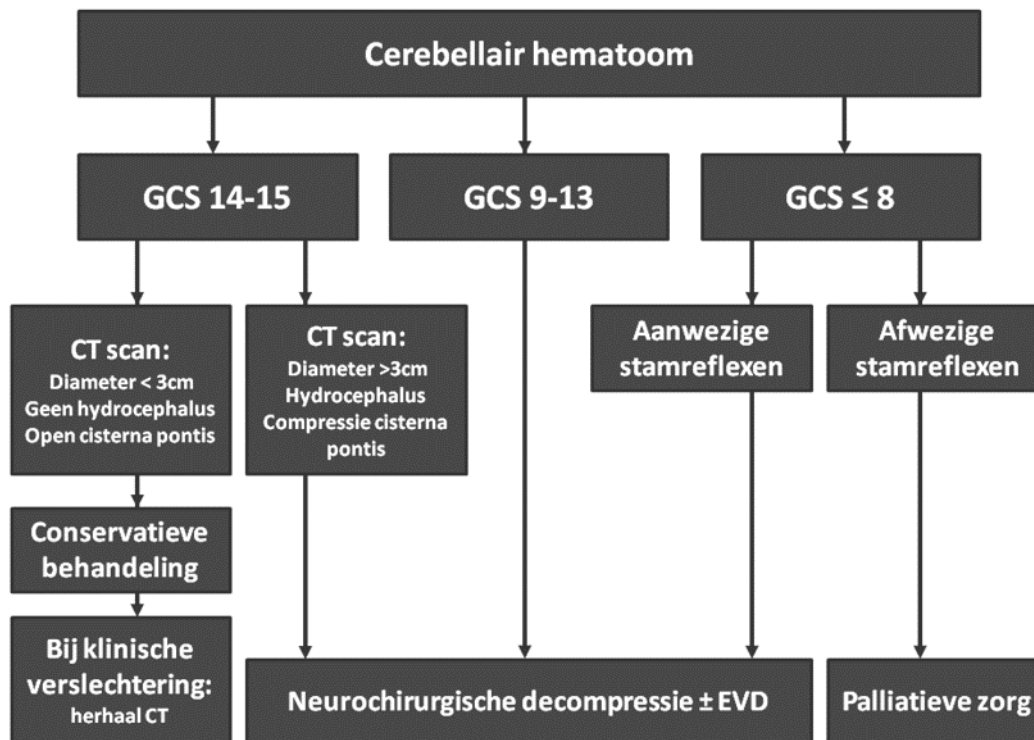 Cerebellair hematoom
GCS 14-15
GCS 9-13
GCS ≤ 8
CT scan:
Diameter < 3cm
Geen hydrocephalus
Open cisterna pontis
CT scan:
Diameter >3cm
Hydrocephalus
Compressie cisterna
pontis
Aanwezige
stamreflexen
Afwezige
stamreflexen
Conservatieve
behandeling
Bij klinische
verslechtering:
herhaal CT
Neurochirurgische decompressie ± EVD
Palliatieve zorg